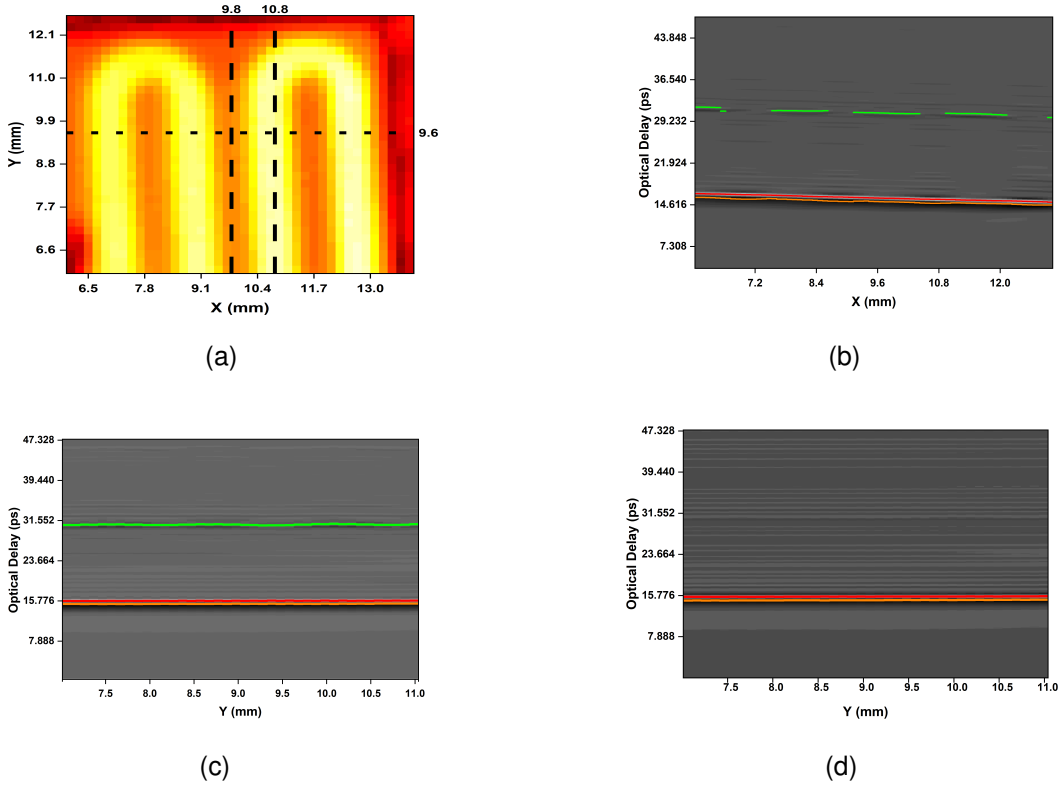 9.8 10.8
12.1
11.0
9.9
8.8
7.7
6.6
Y (mm)
9.6
6.5 7.8 9.1 10.4 11.7 13.0
X (mm)
(a)
43.848
36.540
29.232
21.924
14.616
7.308
Optical Delay (ps)
7.2 8.4 9.6 10.8 12.0
X (mm)
(b)
47.328
39.440
31.552
23.664
15.776
7.888
Optical Delay (ps)
7.5 8.0 8.5 9.0 9.5 10.0 10.5 11.0
Y (mm)
(c)
47.328
39.440
31.552
23.664
15.776
7.888
Optical Delay (ps)
7.5 8.0 8.5 9.0 9.5 10.0 10.5 11.0
Y (mm)
(d)